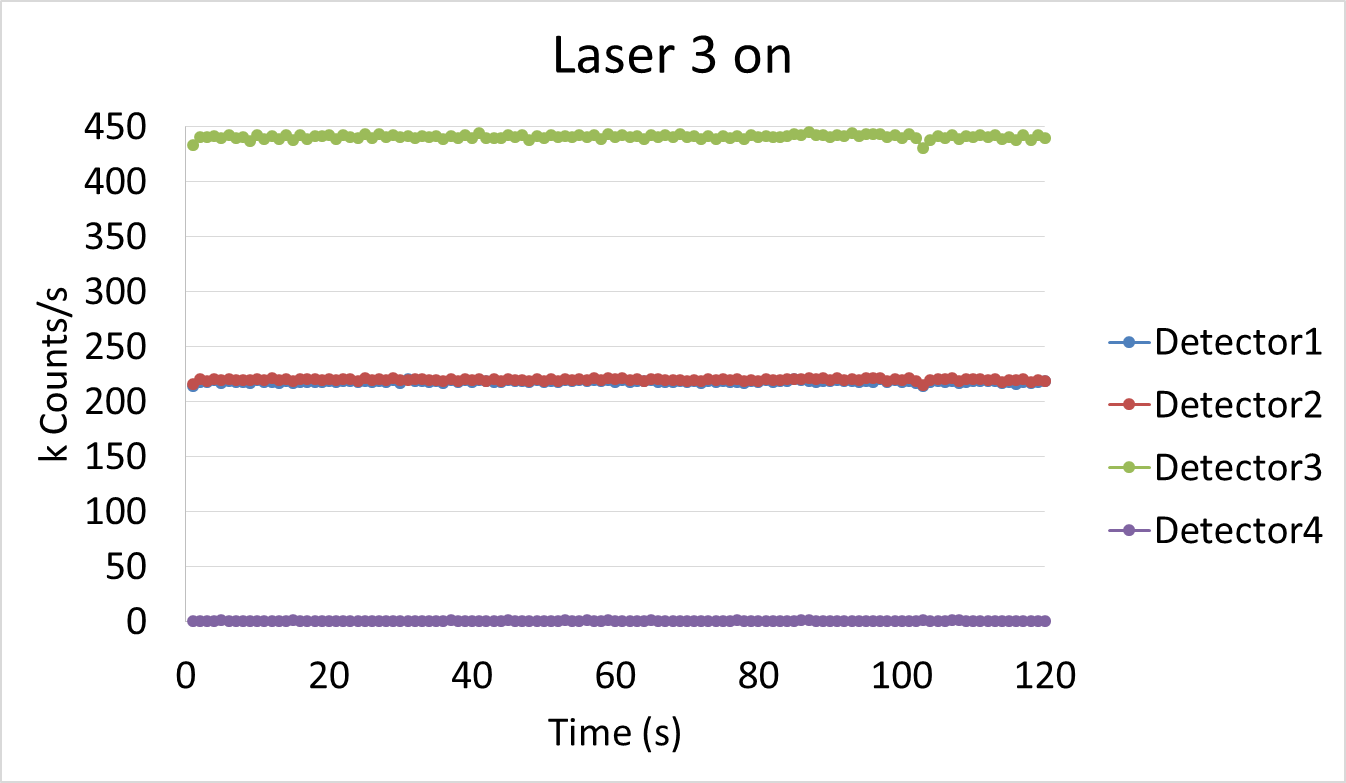 Laser 3 on
450
400
350
300
250
200
150
100
50
0
k Counts/s
0 20 40 60 80 100 120
Time (s)
Detector1
Detector2
Detector3
Detector4